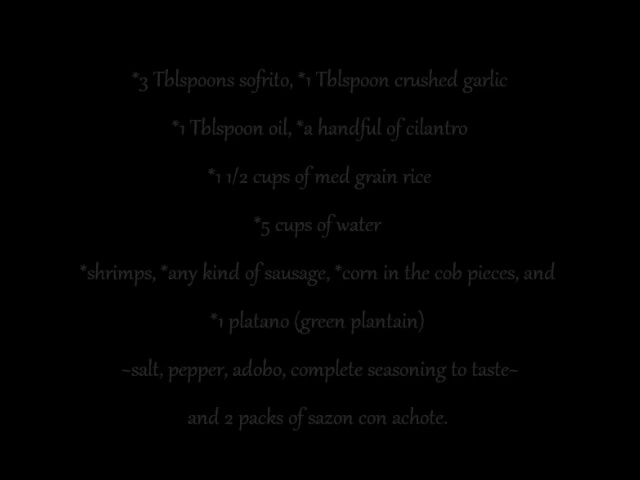 *3 Tblspoons sofrito, *1 Tblspoon crushed garlic
*1 Tblspoon oil, *a handful of cilantro
*1 1/2 cups of med grain rice
*5 cups of water
*shrimps, *any kind of sausage, *corn in the cob pieces, and
*1 platano (green plantain)
~salt, pepper, adobo, complete seasoning to taste~
and 2 packs of sazon con achote.